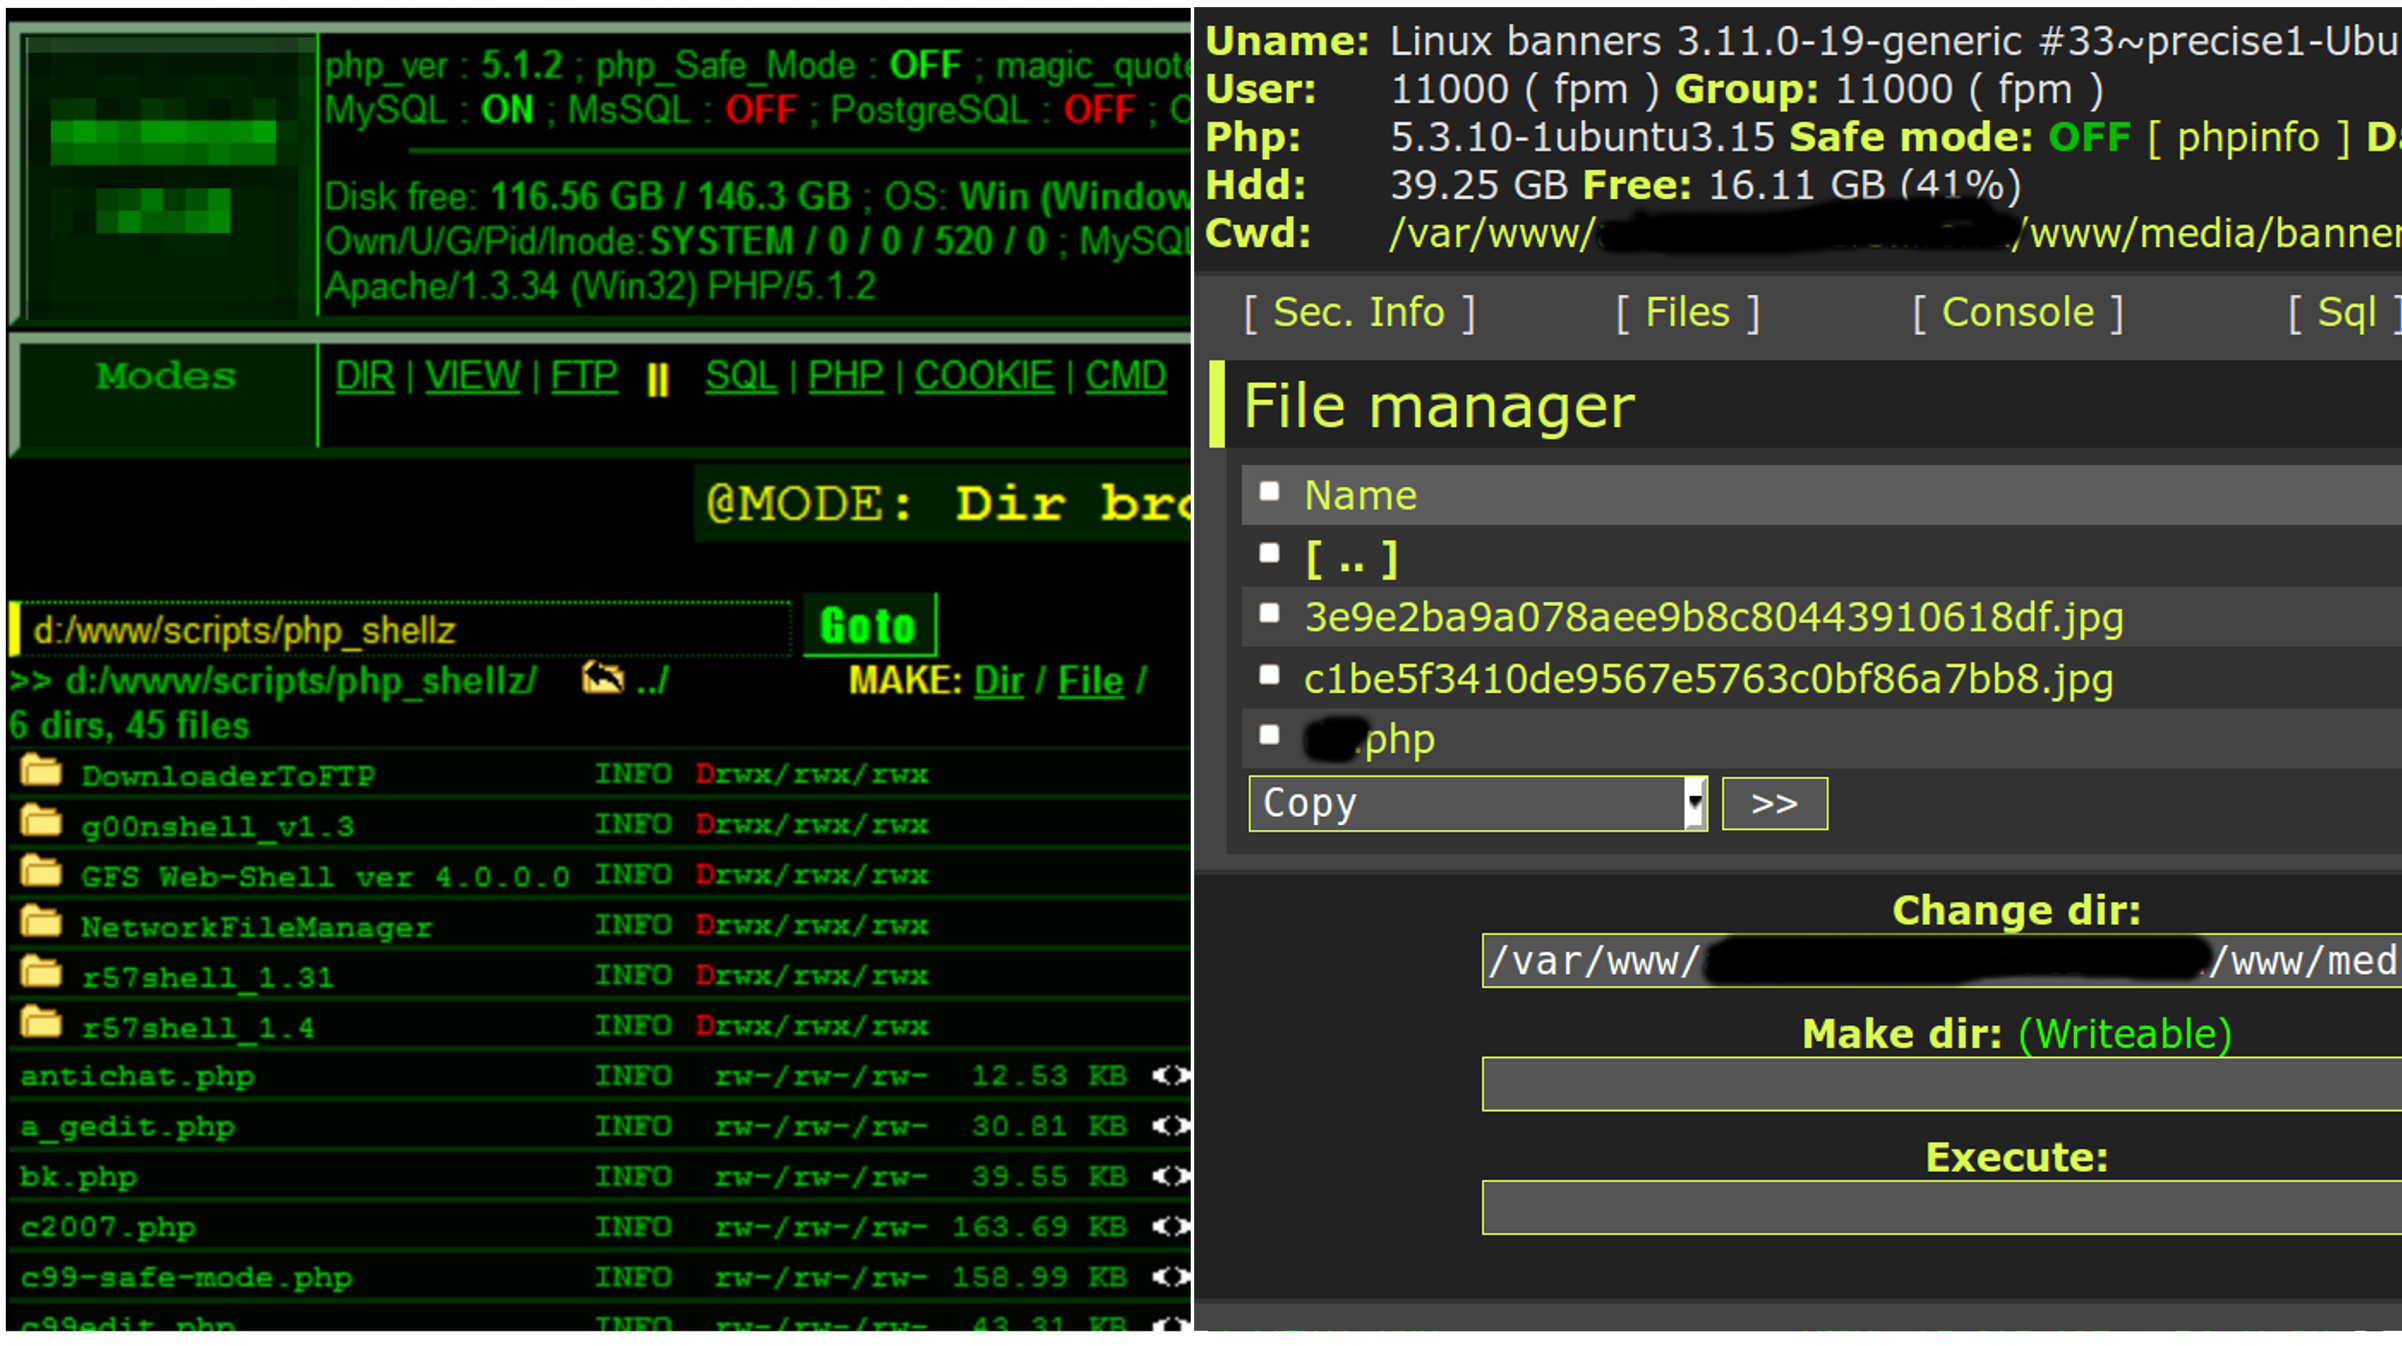 php_ver : 5.1.2 ; php_Safe_Mode : OFF ; magic_quote
MySQL : ON ; MsSQL : OFF ; PostgreSQL : OFF ; O
Disk free: 116.56 GB / 146.3 GB ; OS: Win (Window
Own/U/G/Pid/Inode: SYSTEM / 0 / 0 / 520 / 0 ; MySQL
Apache/1.3.34 (Win32) PHP/5.1.2
Modes
DIR | VIEW | FTP || SQL | PHP | COOKIE | CMD
@MODE: Dir bro
d:/www/scripts/php_shellz Goto
>> d:/www/scripts/php_shellz/ ../ MAKE: Dir / File /
6 dirs, 45 files
DownloaderToFTP INFO Drwx/rwx/rwx
g00nshell_v1.3 INFO Drwx/rwx/rwx
GFS Web-Shell ver 4.0.0.0 INFO Drwx/rwx/rwx
NetworkFileManager INFO Drwx/rwx/rwx
r57shell_1.31 INFO Drwx/rwx/rwx
r57shell_1.4 INFO Drwx/rwx/rwx
antichat.php INFO rw-/rw-/rw- 12.53 KB
a_gedit.php INFO rw-/rw-/rw- 30.81 KB
bk.php INFO rw-/rw-/rw- 39.55 KB
c2007.php INFO rw-/rw-/rw- 163.69 KB
c99-safe-mode.php INFO rw-/rw-/rw- 158.99 KB
c99edit.php INFO rw-/rw-/rw- 43.31 KB
Uname: Linux banners 3.11.0-19-generic #33~precise1-Ubu
User: 11000 ( fpm ) Group: 11000 ( fpm )
Php: 5.3.10-1ubuntu3.15 Safe mode: OFF [ phpinfo ] Da
Hdd: 39.25 GB Free: 16.11 GB (41%)
Cwd: /var/www/ /www/media/banner
[ Sec. Info ] [ Files ] [ Console ] [ Sql ]
File manager
Name
[ .. ]
3e9e2ba9a078aee9b8c80443910618df.jpg
c1be5f3410de9567e5763c0bf86a7bb8.jpg
.php
Copy >>
Change dir:
/var/www/ /www/med
Make dir: (Writeable)
Execute: